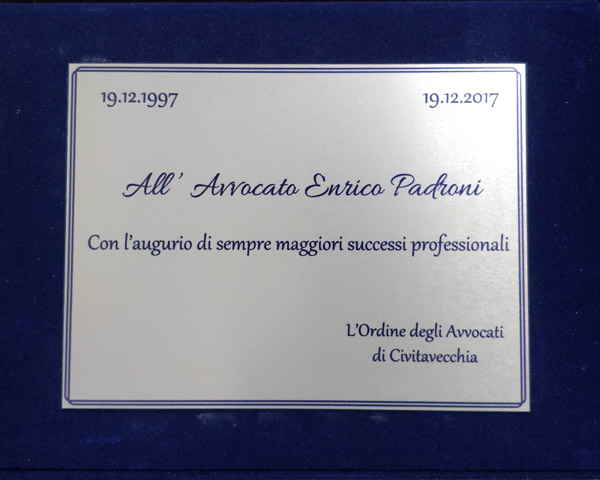 19.12.1997 19.12.2017
All' Avvocato Enrico Padroni
Con l'augurio di sempre maggiori successi professionali
L'Ordine degli Avvocati
di Civitavecchia